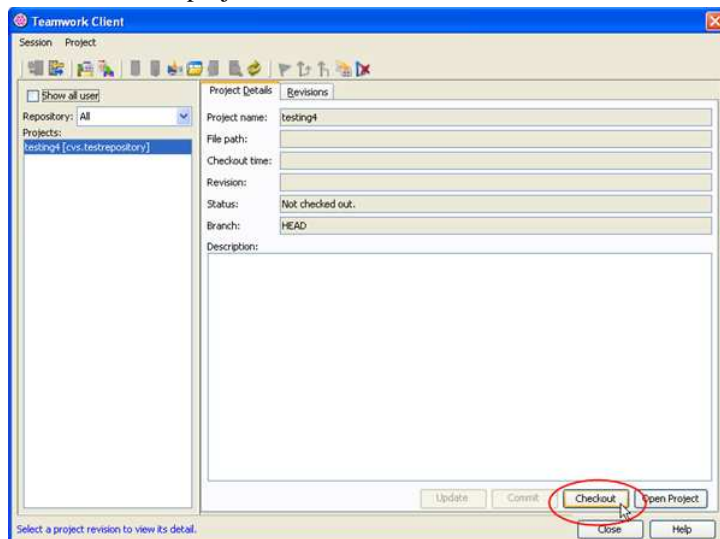 Teamwork Client
Session Project
Show all user
Repository: All
Projects:
testing4 [cvs.testrepository]
Project Details Revisions
Project name: testing4
File path:
Checkout time:
Revision:
Status: Not checked out.
Branch: HEAD
Description:
Update Commit Checkout Open Project
Select a project revision to view its detail.
Close Help